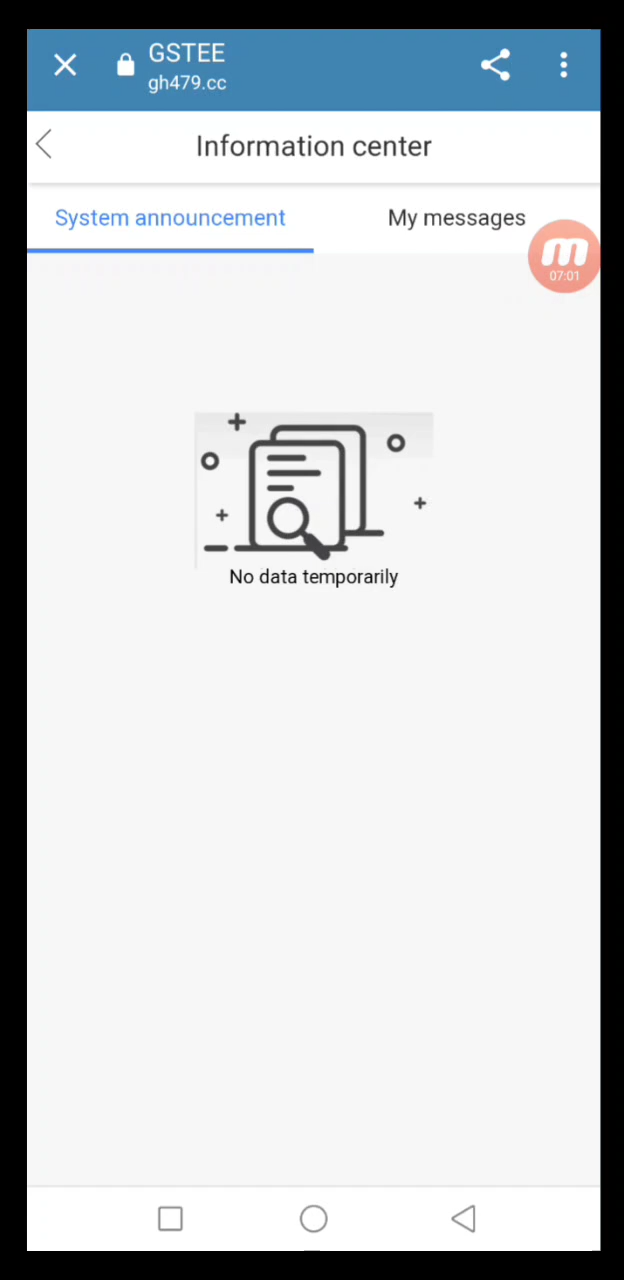 GSTEE
gh479.cc
Information center
System announcement
My messages
m
07:01
No data temporarily